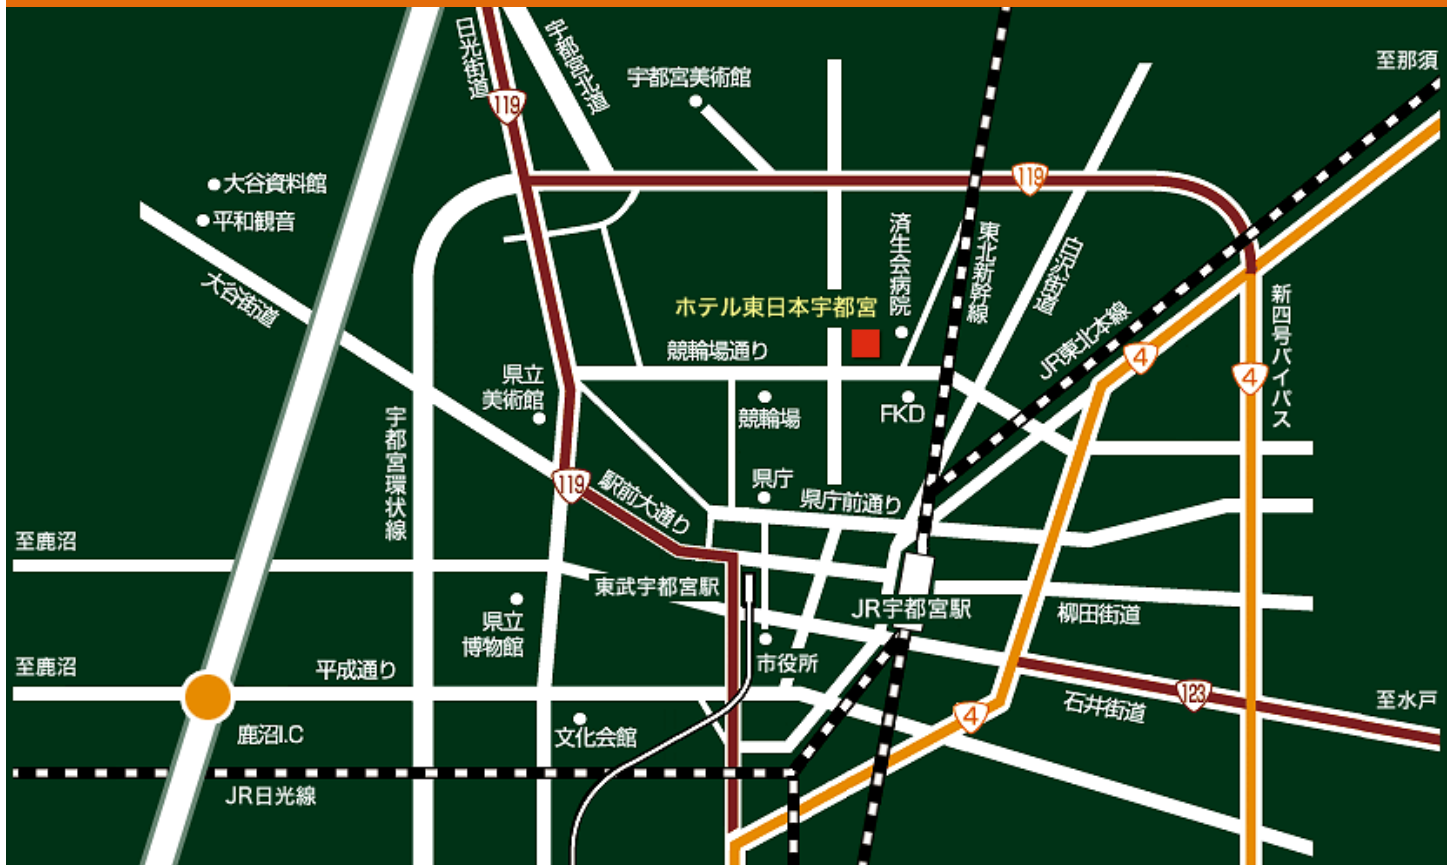 日光街道
宇都宮北道
宇都宮美術館
至那須
119
119
大谷資料館
平和観音
大谷街道
済生会病院
東北新幹線
白沢街道
新四号バイパス
ホテル東日本宇都宮
JR東北本線
競輪場通り
4
4
県立
美術館
競輪場
FKD
宇都宮環状線
119
駅前大通り
県庁
県庁前通り
至鹿沼
東武宇都宮駅
JR宇都宮駅
柳田街道
県立
博物館
至鹿沼
平成通り
市役所
123
石井街道
至水戸
4
鹿沼I.C
文化会館
JR日光線